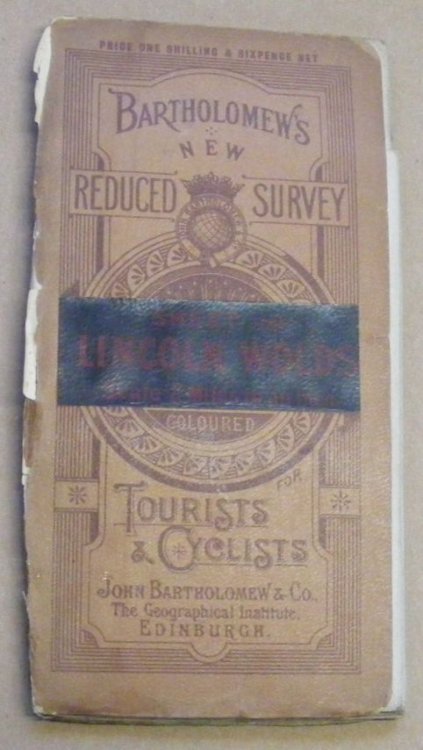 PRICE ONE SHILLING & SIXPENCE NET
BARTHOLOMEW'S
NEW
REDUCED SURVEY
LINCOLN WOLDS
COLOURED
FOR
TOURISTS
& CYCLISTS
JOHN BARTHOLOMEW & CO.,
The Geographical Institute,
EDINBURGH.